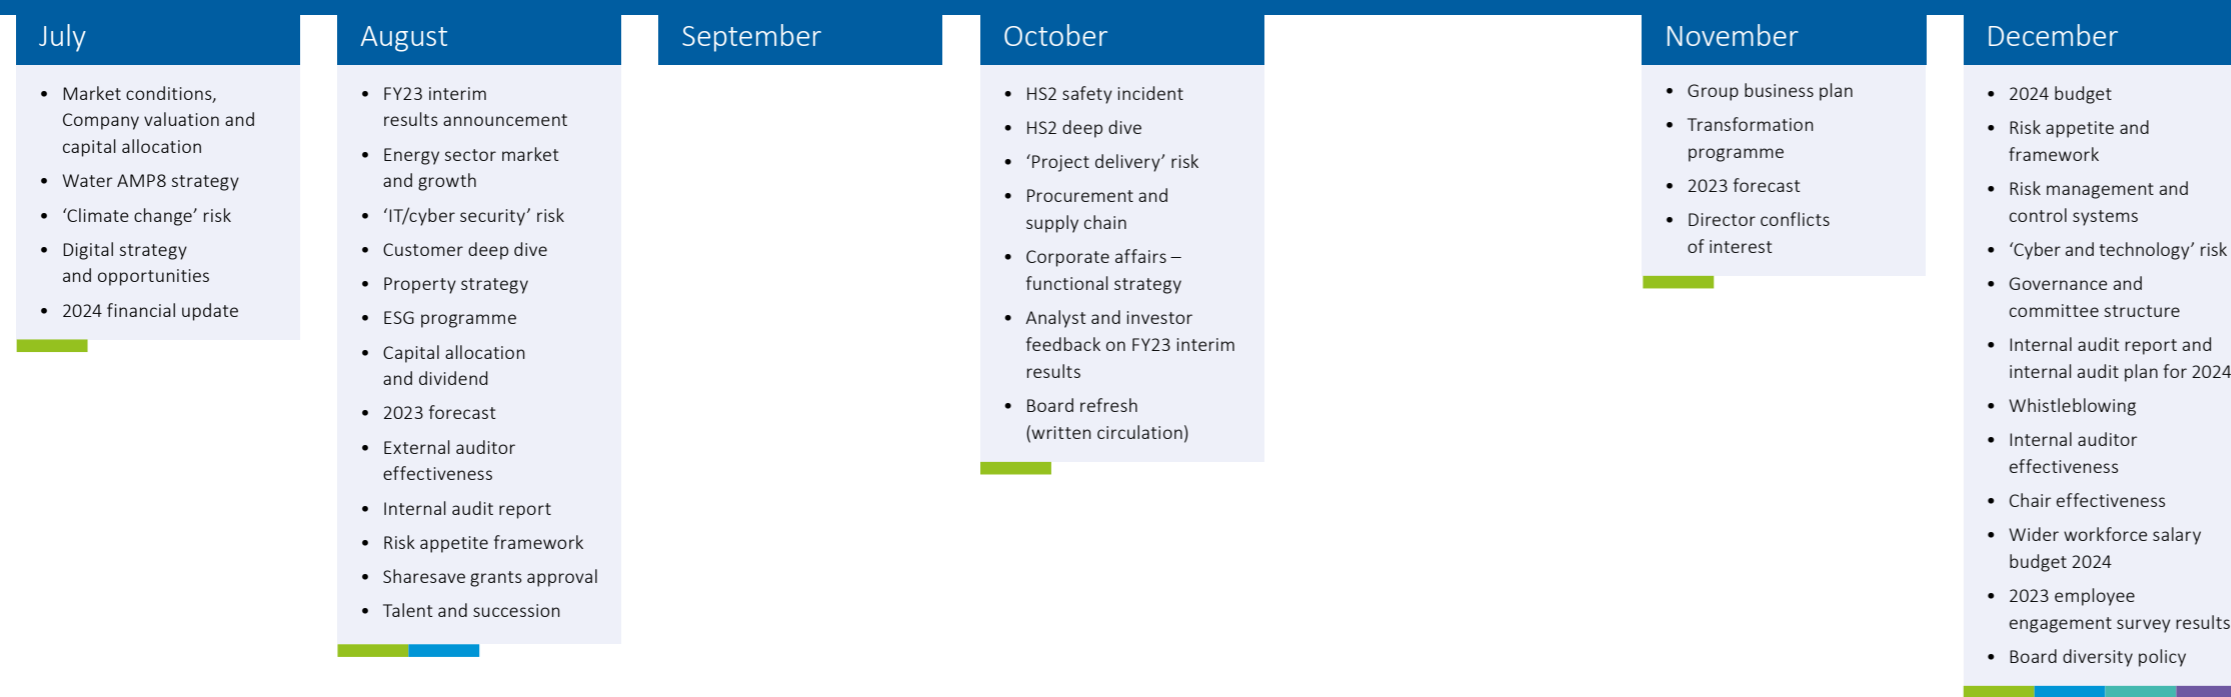 July
• Market conditions,
Company valuation and
capital allocation
• Water AMP8 strategy
• ‘Climate change’ risk
• Digital strategy
and opportunities
• 2024 financial update
August
• FY23 interim
results announcement
• Energy sector market
and growth
• ‘IT/cyber security’ risk
• Customer deep dive
• Property strategy
• ESG programme
• Capital allocation
and dividend
• 2023 forecast
• External auditor
effectiveness
• Internal audit report
• Risk appetite framework
• Sharesave grants approval
• Talent and succession
September
October
• HS2 safety incident
• HS2 deep dive
• ‘Project delivery’ risk
• Procurement and
supply chain
• Corporate affairs –
functional strategy
• Analyst and investor
feedback on FY23 interim
results
• Board refresh
(written circulation)
November
• Group business plan
• Transformation
programme
• 2023 forecast
• Director conflicts
of interest
December
• 2024 budget
• Risk appetite and
framework
• Risk management and
control systems
• ‘Cyber and technology’ risk
• Governance and
committee structure
• Internal audit report and
internal audit plan for 2024
• Whistleblowing
• Internal auditor
effectiveness
• Chair effectiveness
• Wider workforce salary
budget 2024
• 2023 employee
engagement survey results
• Board diversity policy